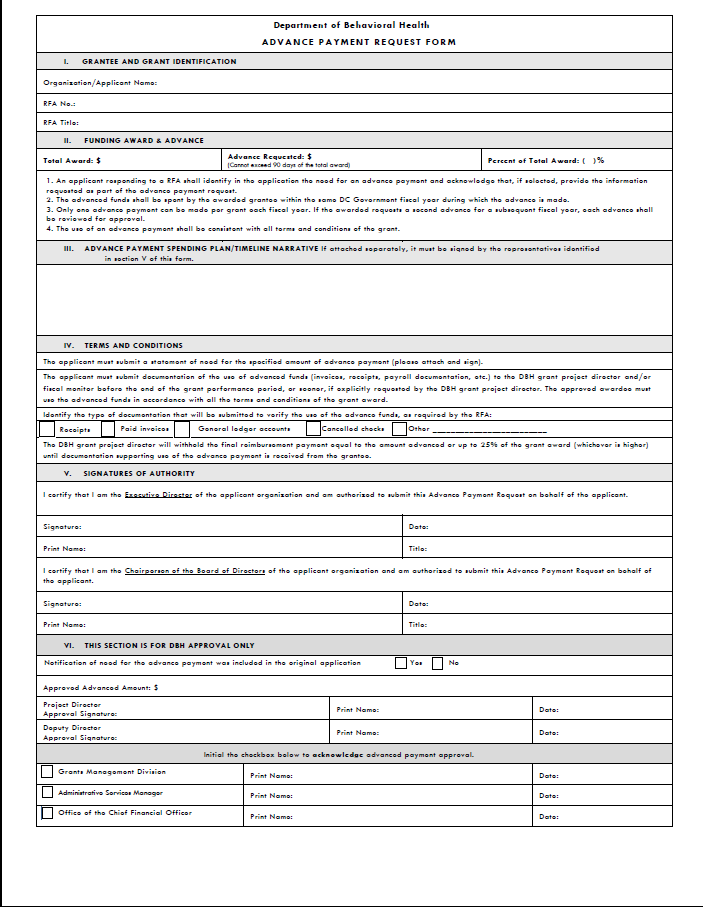 Department of Behavioral Health
ADVANCE PAYMENT REQUEST FORM
I. GRANTEE AND GRANT IDENTIFICATION
Organization/Applicant Name:
RFA No.:
RFA Title:
II. FUNDING AWARD & ADVANCE
Total Award: $
Advance Requested: $
(Cannot exceed 90 days of the total award)
Percent of Total Award: (  )%
1. An applicant responding to a RFA shall identify in the application the need for an advance payment and acknowledge that, if selected, provide the information
requested as part of the advance payment request.
2. The advanced funds shall be spent by the awarded grantee within the same DC Government fiscal year during which the advance is made.
3. Only one advance payment can be made per grant each fiscal year. If the awarded requests a second advance for a subsequent fiscal year, each advance shall
be reviewed for approval.
4. The use of an advance payment shall be consistent with all terms and conditions of the grant.
III. ADVANCE PAYMENT SPENDING PLAN/TIMELINE NARRATIVE If attached separately, it must be signed by the representatives identified
in section V of this form.
IV. TERMS AND CONDITIONS
The applicant must submit a statement of need for the specified amount of advance payment (please attach and sign).
The applicant must submit documentation of the use of advanced funds (invoices, receipts, payroll documentation, etc.) to the DBH grant project director and/or
fiscal monitor before the end of the grant performance period, or sooner, if explicitly requested by the DBH grant project director. The approved awardee must
use the advanced funds in accordance with all the terms and conditions of the grant award.
Identify the type of documentation that will be submitted to verify the use of the advance funds, as required by the RFA:
Receipts Paid invoices General ledger accounts Cancelled checks Other ________________________
The DBH grant project director will withhold the final reimbursement payment equal to the amount advanced or up to 25% of the grant award (whichever is higher)
until documentation supporting use of the advance payment is received from the grantee.
V. SIGNATURES OF AUTHORITY
I certify that I am the Executive Director of the applicant organization and am authorized to submit this Advance Payment Request on behalf of the applicant.
Signature: Date:
Print Name: Title:
I certify that I am the Chairperson of the Board of Directors of the applicant organization and am authorized to submit this Advance Payment Request on behalf of
the applicant.
Signature: Date:
Print Name: Title:
VI. THIS SECTION IS FOR DBH APPROVAL ONLY
Notification of need for the advance payment was included in the original application Yes No
Approved Advanced Amount: $
Project Director
Approval Signature: Print Name: Date:
Deputy Director
Approval Signature: Print Name: Date:
Initial the checkbox below to acknowledge advanced payment approval.
Grants Management Division Print Name: Date:
Administrative Services Manager Print Name: Date:
Office of the Chief Financial Officer Print Name: Date: